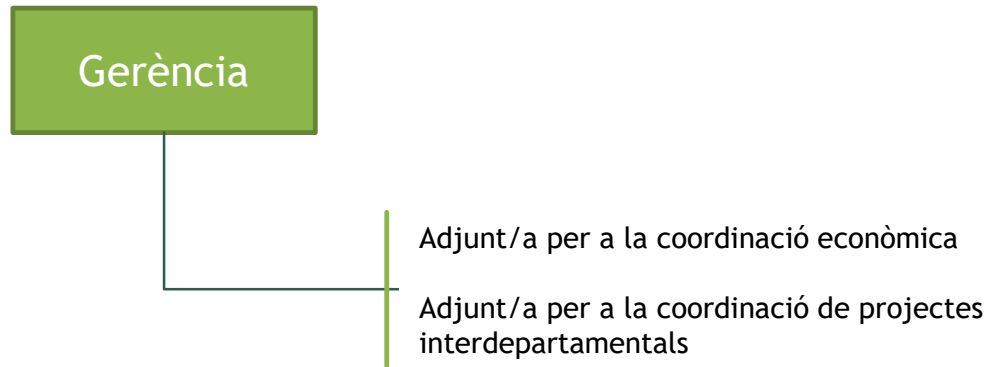 Gerència
Adjunt/a per a la coordinació econòmica
Adjunt/a per a la coordinació de projectes
interdepartamentals